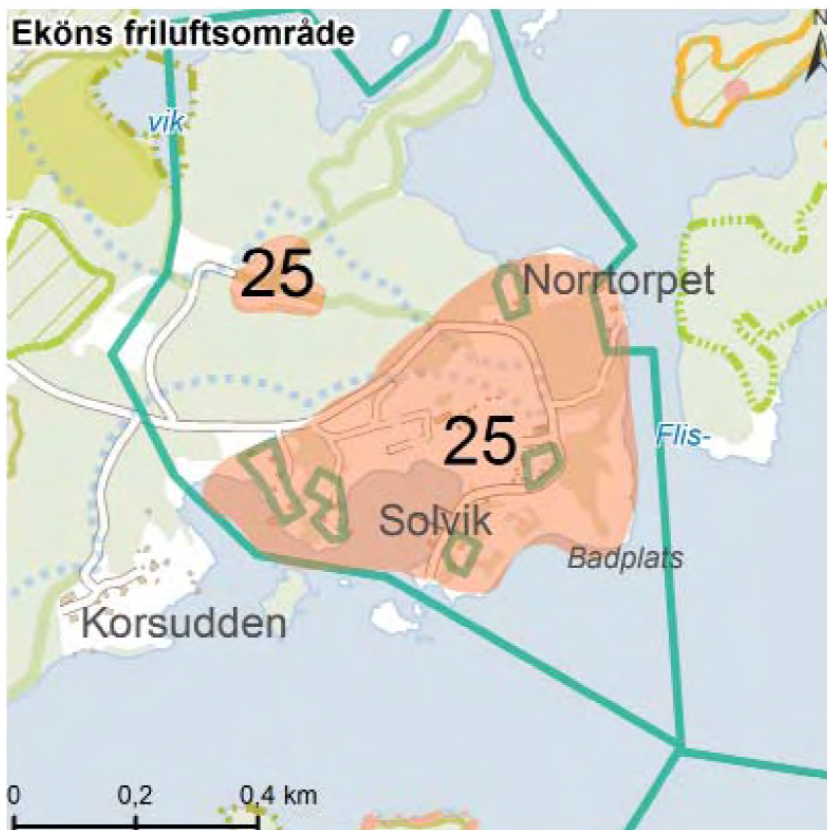 Eköns friluftsområde
N
vik
25
Norrtorpet
25
Flis-
Solvik
Badplats
Korsudden
0 0,2 0,4 km